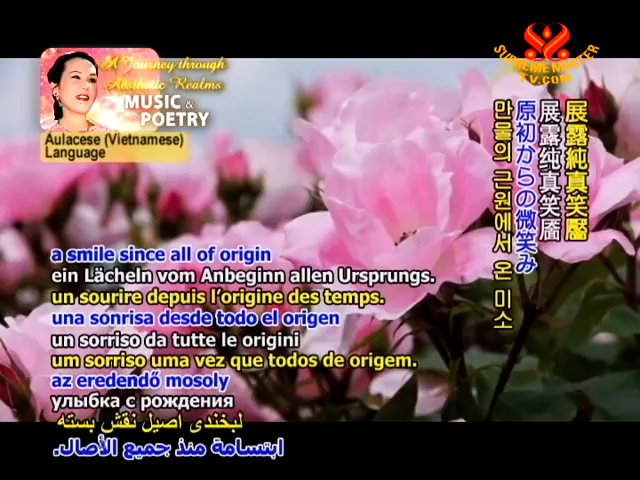 A Journey through
Aesthetic Realms
MUSIC &
POETRY
Aulacese (Vietnamese)
Language
SUPREME MASTER
TV.COM
展露純真笑靨
展露纯真笑靥
原初からの微笑み
만물의 근원에서 온 미소
a smile since all of origin
ein Lächeln vom Anbeginn allen Ursprungs.
un sourire depuis l'origine des temps.
una sonrisa desde todo el origen
un sorriso da tutte le origini
um sorriso uma vez que todos de origem.
az eredendő mosoly
улыбка с рождения
لبخندی اصیل نقش بسته
ابتسامة منذ جميع الأصال.